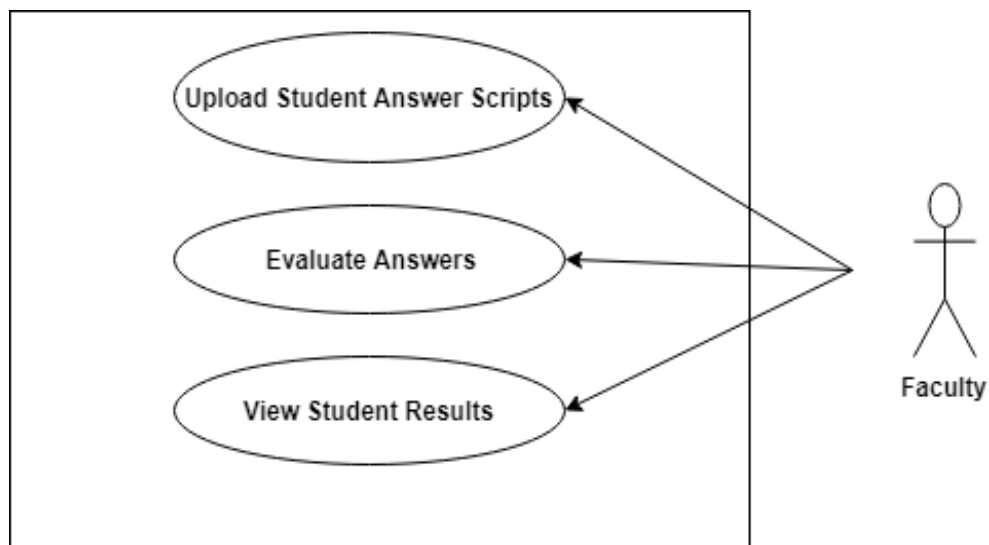 Upload Student Answer Scripts
Evaluate Answers
View Student Results
Faculty